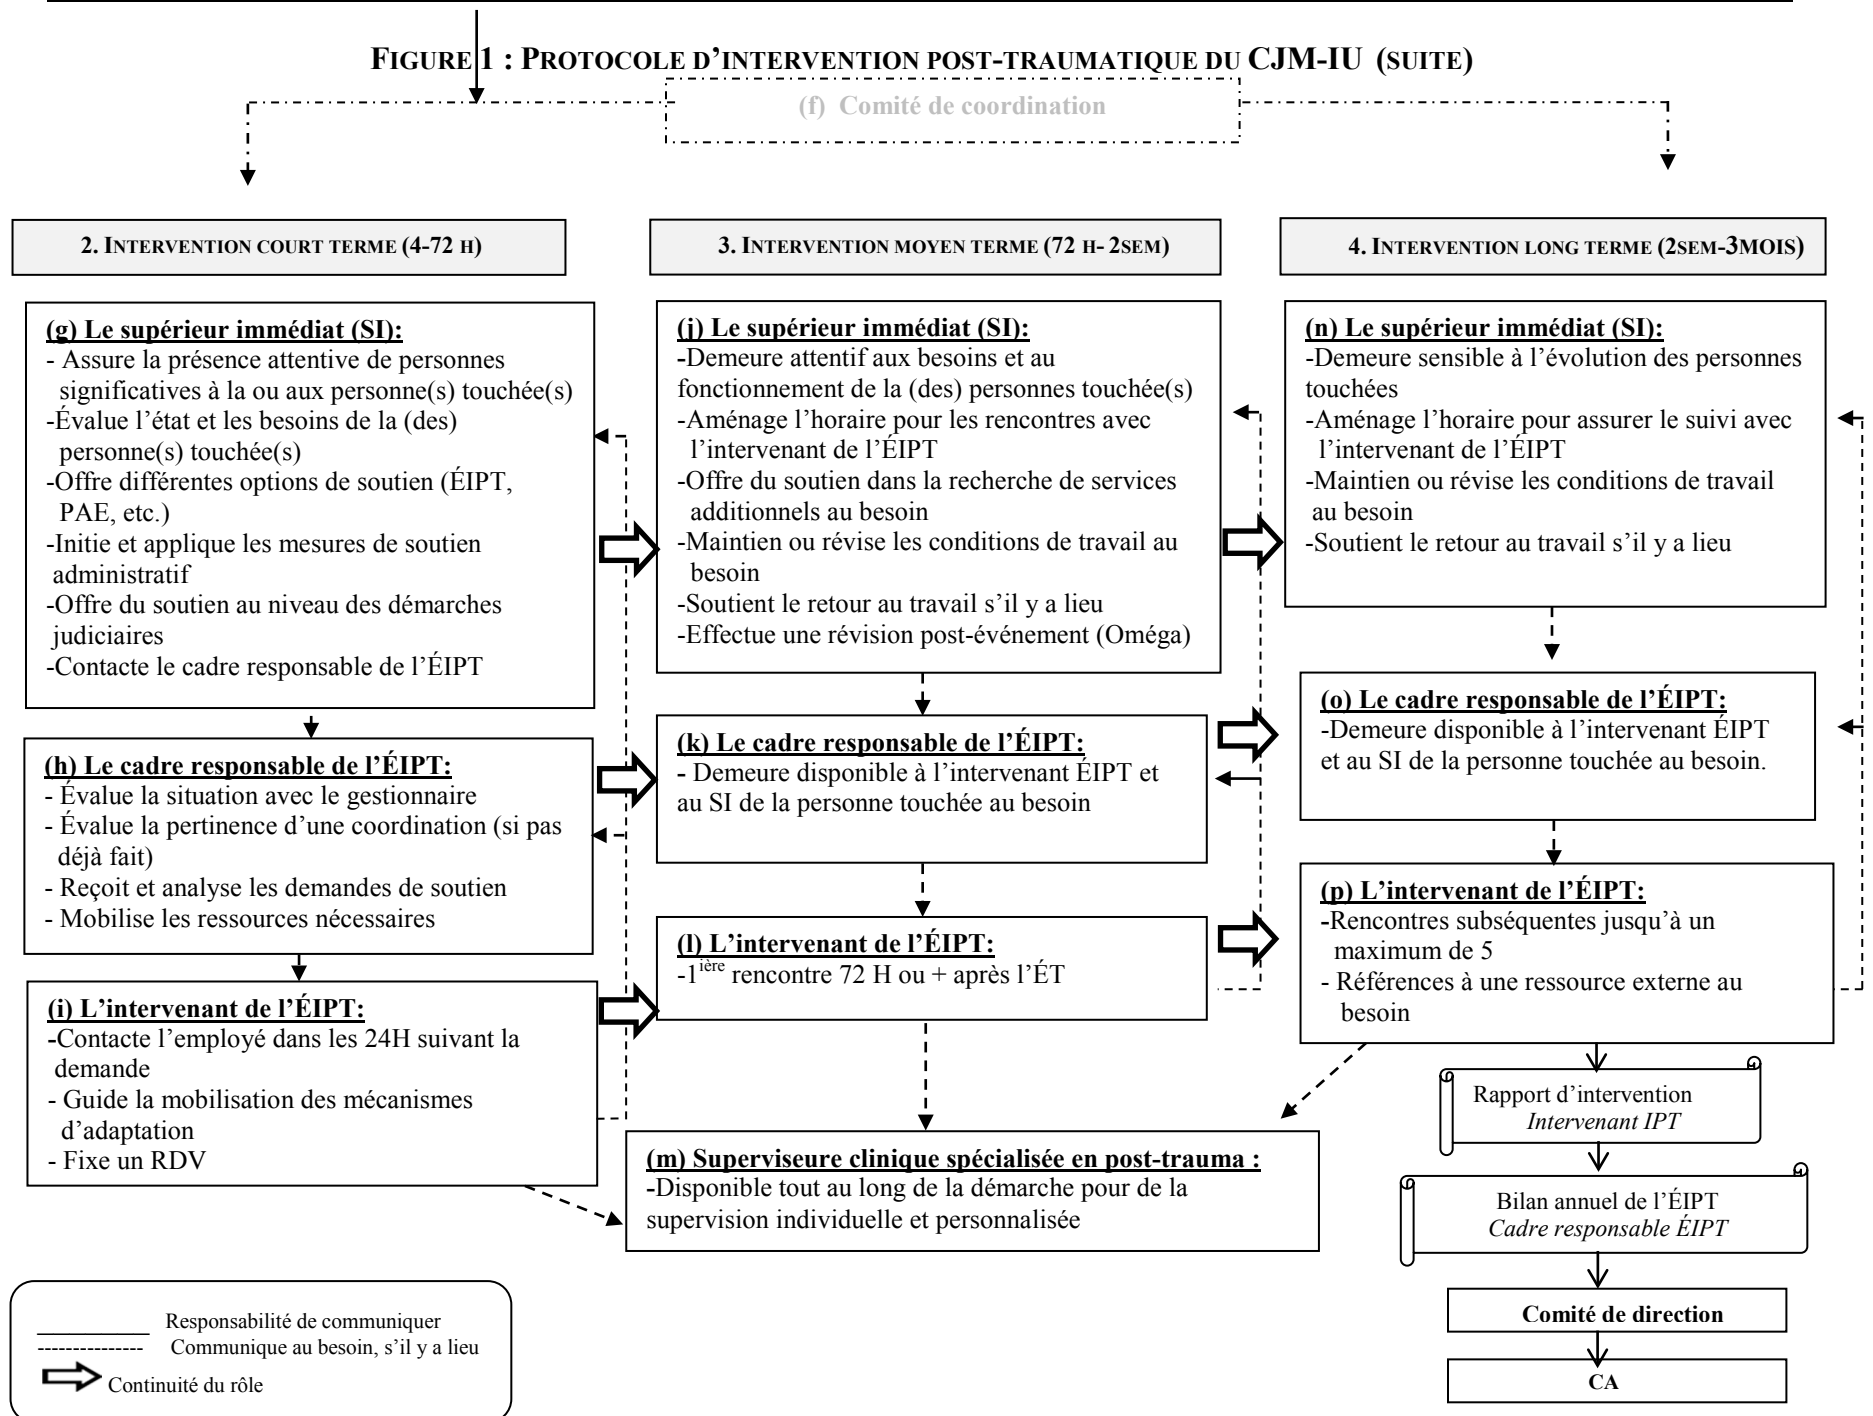 FIGURE 1 : PROTOCOLE D’INTERVENTION POST-TRAUMATIQUE DU CJM-IU (SUITE)
(f) Comité de coordination
2. INTERVENTION COURT TERME (4-72 H)
(g) Le supérieur immédiat (SI):
- Assure la présence attentive de personnes
significatives à la ou aux personne(s) touchée(s)
-Évalue l’état et les besoins de la (des)
personne(s) touchée(s)
-Offre différentes options de soutien (ÉIPT,
PAE, etc.)
-Initie et applique les mesures de soutien
administratif
-Offre du soutien au niveau des démarches
judiciaires
-Contacte le cadre responsable de l’ÉIPT
(h) Le cadre responsable de l’ÉIPT:
- Évalue la situation avec le gestionnaire
- Évalue la pertinence d’une coordination (si pas
déjà fait)
- Reçoit et analyse les demandes de soutien
- Mobilise les ressources nécessaires
(i) L’intervenant de l’ÉIPT:
-Contacte l’employé dans les 24H suivant la
demande
- Guide la mobilisation des mécanismes
d’adaptation
- Fixe un RDV
3. INTERVENTION MOYEN TERME (72 H- 2SEM)
(j) Le supérieur immédiat (SI):
-Demeure attentif aux besoins et au
fonctionnement de la (des) personnes touchée(s)
-Aménage l’horaire pour les rencontres avec
l’intervenant de l’ÉIPT
-Offre du soutien dans la recherche de services
additionnels au besoin
-Maintien ou révise les conditions de travail au
besoin
-Soutient le retour au travail s’il y a lieu
-Effectue une révision post-événement (Oméga)
(k) Le cadre responsable de l’ÉIPT:
- Demeure disponible à l’intervenant ÉIPT et
au SI de la personne touchée au besoin
(l) L’intervenant de l’ÉIPT:
-1ière rencontre 72 H ou + après l’ÉT
(m) Superviseure clinique spécialisée en post-trauma :
-Disponible tout au long de la démarche pour de la
supervision individuelle et personnalisée
4. INTERVENTION LONG TERME (2SEM-3MOIS)
(n) Le supérieur immédiat (SI):
-Demeure sensible à l’évolution des personnes
touchées
-Aménage l’horaire pour assurer le suivi avec
l’intervenant de l’ÉIPT
-Maintien ou révise les conditions de travail
au besoin
-Soutient le retour au travail s’il y a lieu
(o) Le cadre responsable de l’ÉIPT:
-Demeure disponible à l’intervenant ÉIPT
et au SI de la personne touchée au besoin.
(p) L’intervenant de l’ÉIPT:
-Rencontres subséquentes jusqu’à un
maximum de 5
- Références à une ressource externe au
besoin
Rapport d’intervention
Intervenant IPT
Bilan annuel de l’ÉIPT
Cadre responsable ÉIPT
Comité de direction
CA
Responsabilité de communiquer
Communique au besoin, s’il y a lieu
Continuité du rôle